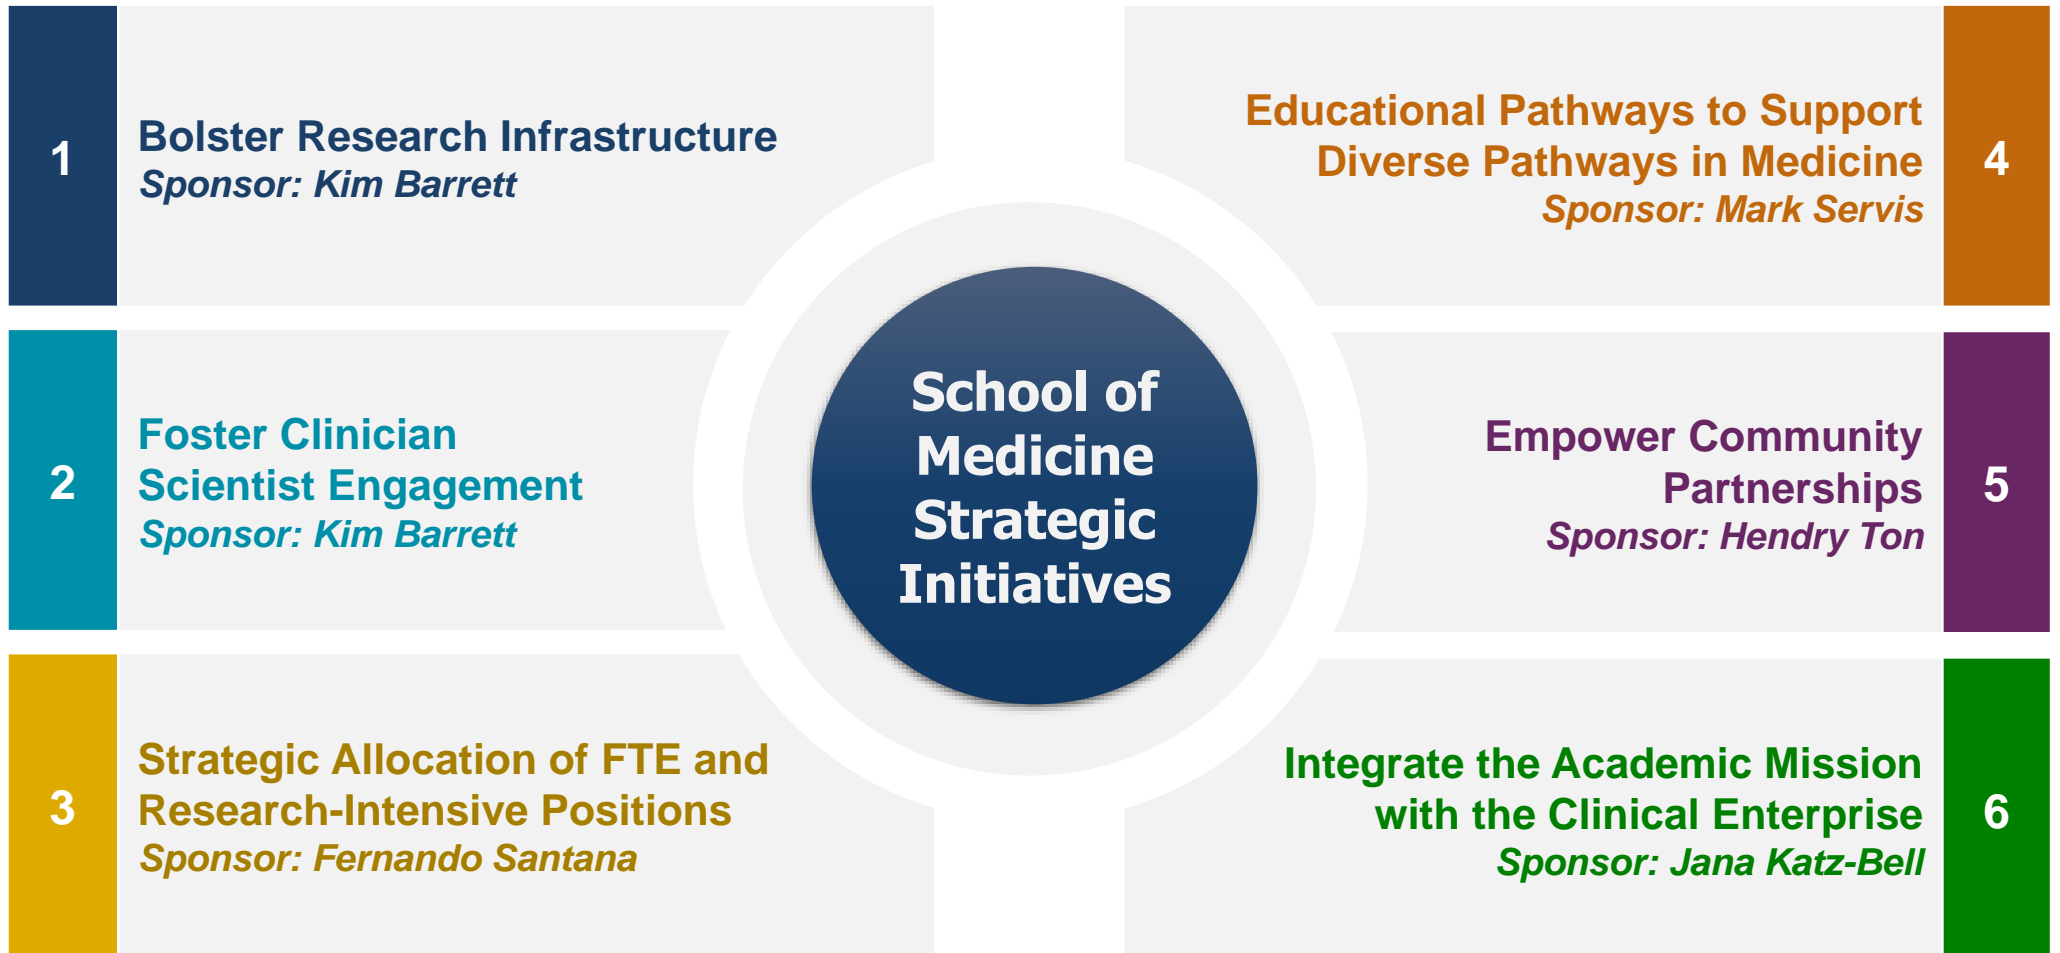 1
Bolster Research Infrastructure
Sponsor: Kim Barrett
2
Foster Clinician
Scientist Engagement
Sponsor: Kim Barrett
3
Strategic Allocation of FTE and
Research-Intensive Positions
Sponsor: Fernando Santana
School of
Medicine
Strategic
Initiatives
Educational Pathways to Support
Diverse Pathways in Medicine
Sponsor: Mark Servis
4
Empower Community
Partnerships
Sponsor: Hendry Ton
5
Integrate the Academic Mission
with the Clinical Enterprise
Sponsor: Jana Katz-Bell
6